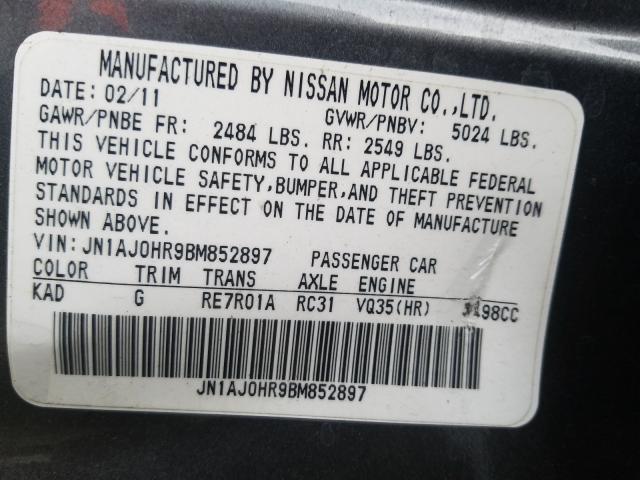 MANUFACTURED BY NISSAN MOTOR CO.,LTD.
DATE: 02/11 GVWR/PNBV: 5024 LBS.
GAWR/PNBE FR: 2484 LBS. RR: 2549 LBS.
THIS VEHICLE CONFORMS TO ALL APPLICABLE FEDERAL
MOTOR VEHICLE SAFETY,BUMPER,AND THEFT PREVENTION
STANDARDS IN EFFECT ON THE DATE OF MANUFACTURE
SHOWN ABOVE.
VIN: JN1AJ0HR9BM852897 PASSENGER CAR
COLOR TRIM TRANS AXLE ENGINE
KAD G RE7R01A RC31 VQ35(HR)
JN1AJ0HR9BM852897